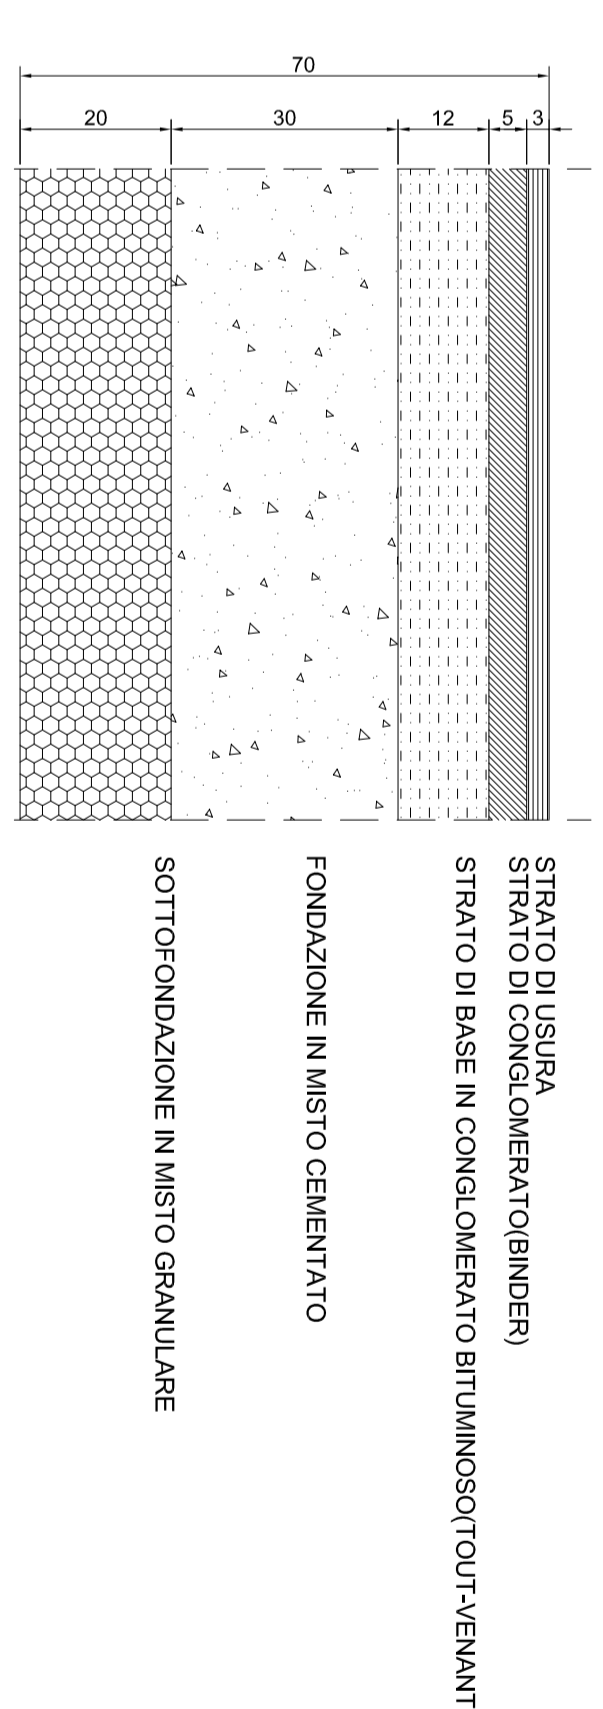 70
20
30
12
5
3
STRATO DI USURA
STRATO DI CONGLOMERATO(BINDER)
STRATO DI BASE IN CONGLOMERATO BITUMINOSO(TOUT-VENANT
FONDAZIONE IN MISTO CEMENTATO
SOTTOFONDAZIONE IN MISTO GRANULARE